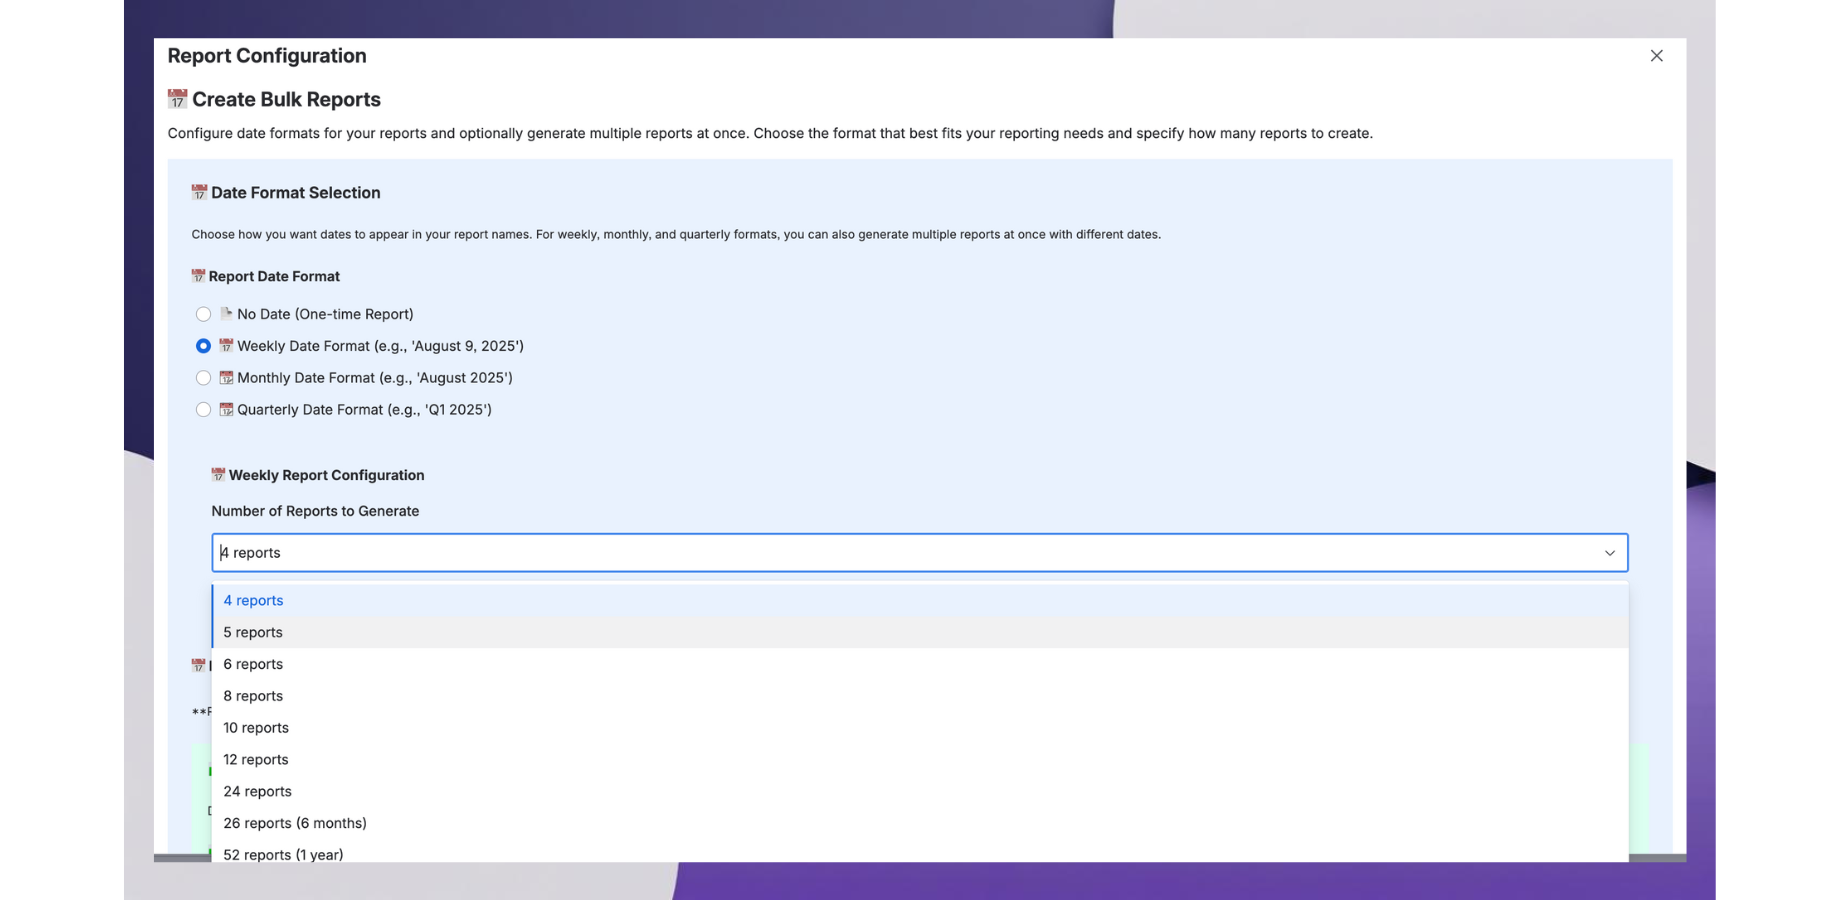 Report Configuration
Create Bulk Reports
Configure date formats for your reports and optionally generate multiple reports at once. Choose the format that best fits your reporting needs and specify how many reports to create.
Date Format Selection
Choose how you want dates to appear in your report names. For weekly, monthly, and quarterly formats, you can also generate multiple reports at once with different dates.
Report Date Format
No Date (One-time Report)
Weekly Date Format (e.g., 'August 9, 2025')
Monthly Date Format (e.g., 'August 2025')
Quarterly Date Format (e.g., 'Q1 2025')
Weekly Report Configuration
Number of Reports to Generate
4 reports
4 reports
5 reports
6 reports
8 reports
10 reports
12 reports
24 reports
26 reports (6 months)
52 reports (1 year)